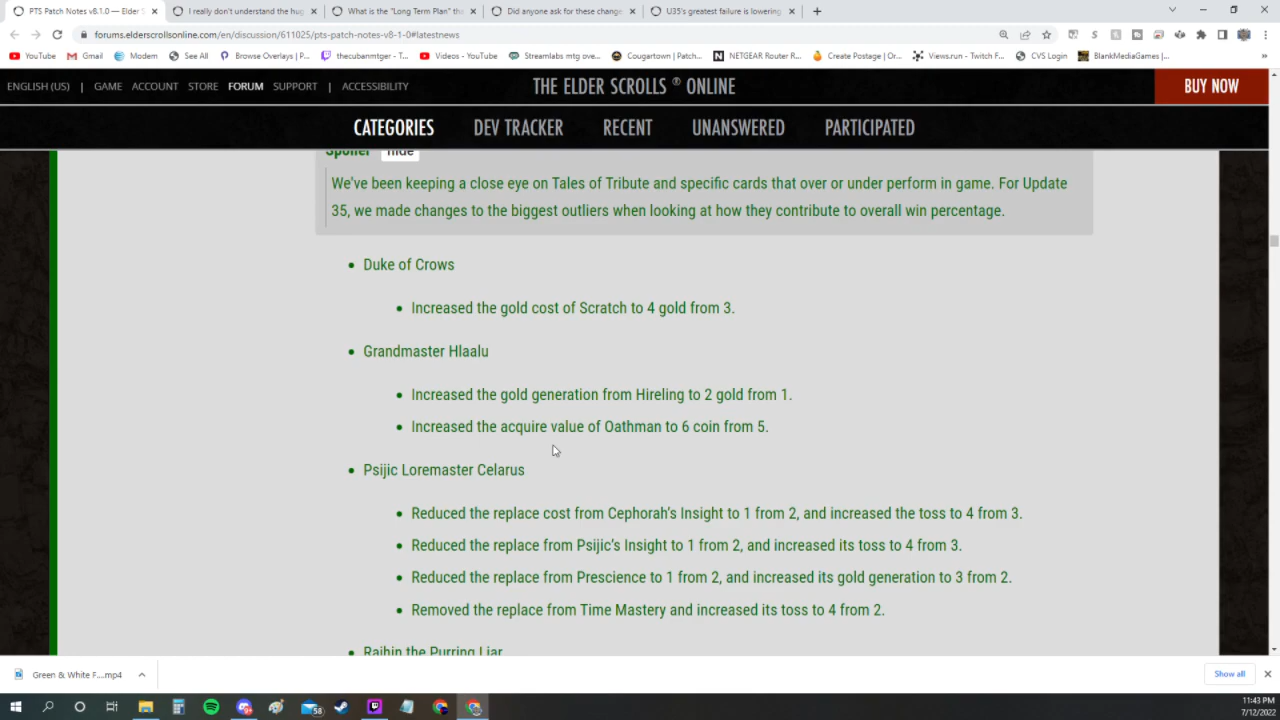 PTS Patch Notes v8.1.0 — Elder S
I really don't understand the hug
What is the "Long Term Plan" tha
Did anyone ask for these change
U35's greatest failure is lowering
forums.elderscrollsonline.com/en/discussion/611025/pts-patch-notes-v8-1-0#latestnews
YouTube
Gmail
Modem
See All
Browse Overlays | P...
thecubanmtger - T...
Videos - YouTube
Streamlabs mtg ove...
Cougartown | Patch...
NETGEAR Router R...
Create Postage | Or...
Views.run - Twitch F...
CVS Login
BlankMediaGames |...
ENGLISH (US) | GAME ACCOUNT STORE FORUM SUPPORT | ACCESSIBILITY
THE ELDER SCROLLS ® ONLINE
BUY NOW
CATEGORIES DEV TRACKER RECENT UNANSWERED PARTICIPATED
Spoiler hide
We've been keeping a close eye on Tales of Tribute and specific cards that over or under perform in game. For Update
35, we made changes to the biggest outliers when looking at how they contribute to overall win percentage.
• Duke of Crows
• Increased the gold cost of Scratch to 4 gold from 3.
• Grandmaster Hlaalu
• Increased the gold generation from Hireling to 2 gold from 1.
• Increased the acquire value of Oathman to 6 coin from 5.
• Psijic Loremaster Celarus
• Reduced the replace cost from Cephorah's Insight to 1 from 2, and increased the toss to 4 from 3.
• Reduced the replace from Psijic's Insight to 1 from 2, and increased its toss to 4 from 3.
• Reduced the replace from Prescience to 1 from 2, and increased its gold generation to 3 from 2.
• Removed the replace from Time Mastery and increased its toss to 4 from 2.
• Rajhin the Purring Liar
Green & White F....mp4
Show all
58
11:43 PM
7/12/2022